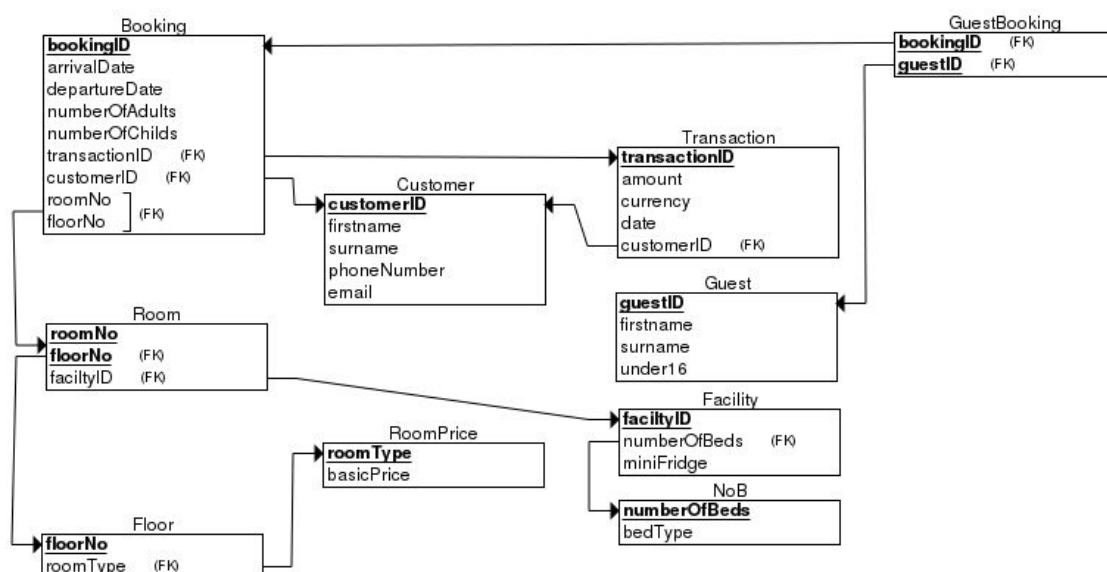 Booking
bookingID
arrivalDate
departureDate
numberOfAdults
numberOfChilds
transactionID (FK)
customerID (FK)
roomNo
floorNo
(FK)
GuestBooking
bookingID (FK)
guestID (FK)
Transaction
transactionID
amount
currency
date
customerID (FK)
Customer
customerID
firstname
surname
phoneNumber
email
Guest
guestID
firstname
surname
under16
Room
roomNo
floorNo (FK)
faciltyID (FK)
Facility
faciltyID
numberOfBeds (FK)
miniFridge
RoomPrice
roomType
basicPrice
NoB
numberOfBeds
bedType
Floor
floorNo
roomType (FK)